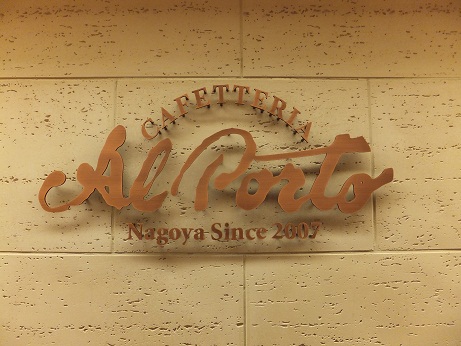 CAFETTERIA
Al Porto
Nagoya Since 2007